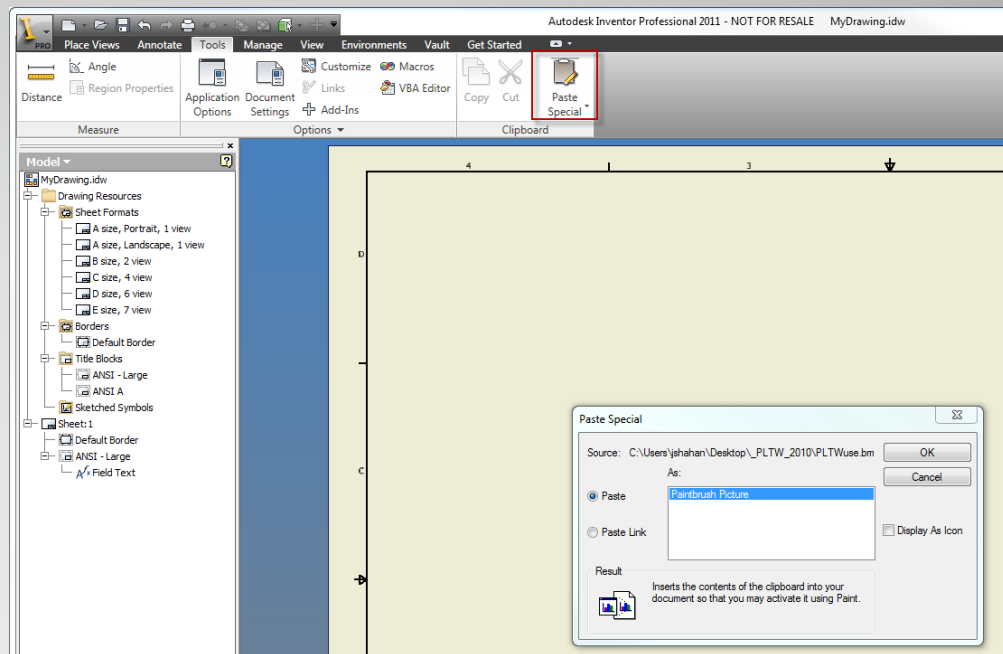 Autodesk Inventor Professional 2011 - NOT FOR RESALE MyDrawing.idw
PRO Place Views Annotate Tools Manage View Environments Vault Get Started
Distance
Angle
Region Properties
Measure
Application Options
Document Settings
Customize
Links
Add-Ins
Macros
VBA Editor
Options
Copy
Cut
Paste Special
Clipboard
Model
MyDrawing.idw
Drawing Resources
Sheet Formats
A size, Portrait, 1 view
A size, Landscape, 1 view
B size, 2 view
C size, 4 view
D size, 6 view
E size, 7 view
Borders
Default Border
Title Blocks
ANSI - Large
ANSI A
Sketched Symbols
Sheet:1
Default Border
ANSI - Large
Field Text
4
3
D
C
Paste Special
Source: C:\Users\jshahan\Desktop\_PLTW_2010\PLTWuse.bm
As:
Paste
Paste Link
Paintbrush Picture
OK
Cancel
Display As Icon
Result
Inserts the contents of the clipboard into your
document so that you may activate it using Paint.